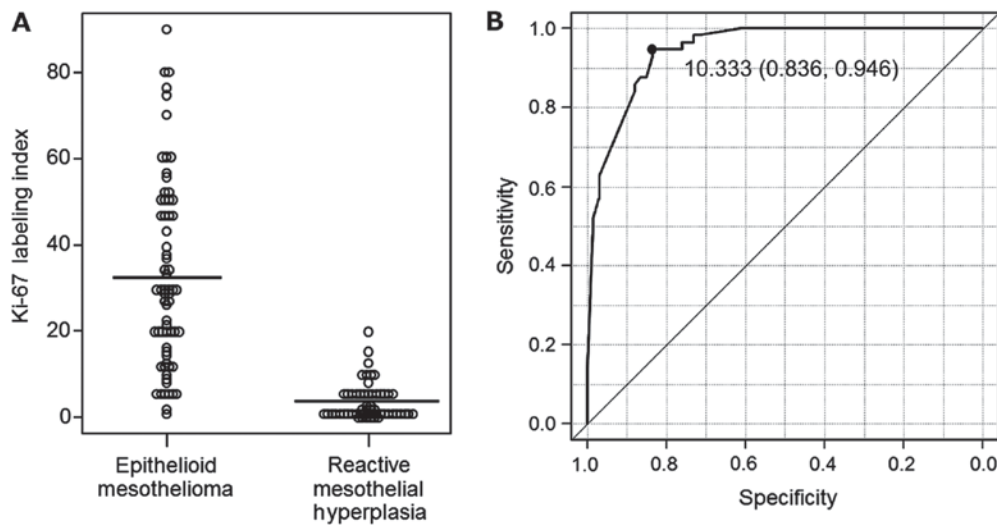 A
Ki-67 labeling index
80
60
40
20
0
Epithelioid
mesothelioma
Reactive
mesothelial
hyperplasia
B
Sensitivity
1.0
0.8
0.6
0.4
0.2
0.0
10.333 (0.836, 0.946)
1.0 0.8 0.6 0.4 0.2 0.0
Specificity